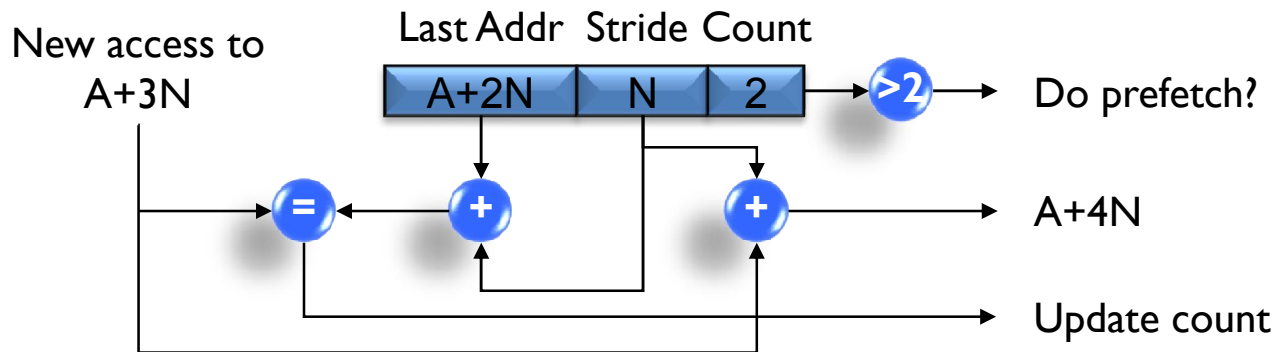 New access to
A+3N
Last Addr Stride Count
A+2N N 2 >2 Do prefetch?
= + + A+4N
Update count